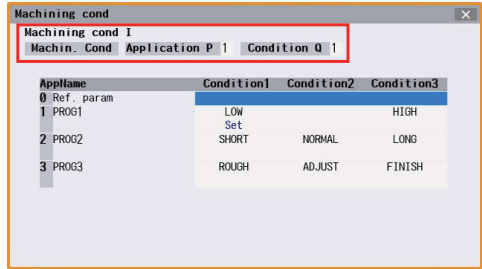 Machining cond
Machining cond I
Machin. Cond Application P 1 Condition Q 1
AppName Condition1 Condition2 Condition3
0 Ref. param
1 PROG1 LOW HIGH
Set
2 PROG2 SHORT NORMAL LONG
3 PROG3 ROUGH ADJUST FINISH